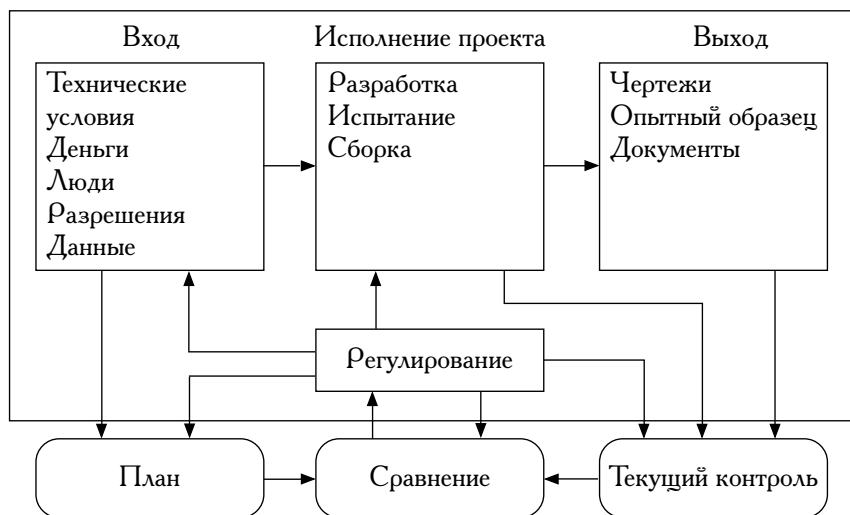 Вход
Исполнение проекта
Выход
Технические
условия
Деньги
Люди
Разрешения
Данные
Разработка
Испытание
Сборка
Чертежи
Опытный образец
Документы
Регулирование
План
Сравнение
Текущий контроль